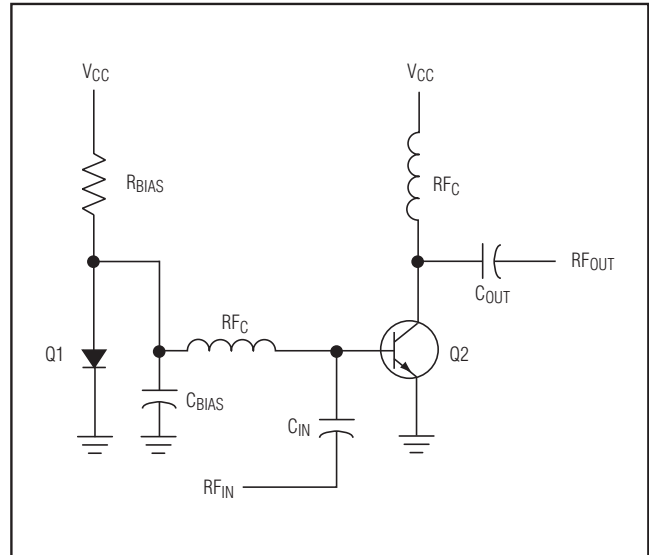 VCC
VCC
RBIAS
RFC
RFOUT
COUT
RFC
Q1
Q2
CBIAS
CIN
RFIN